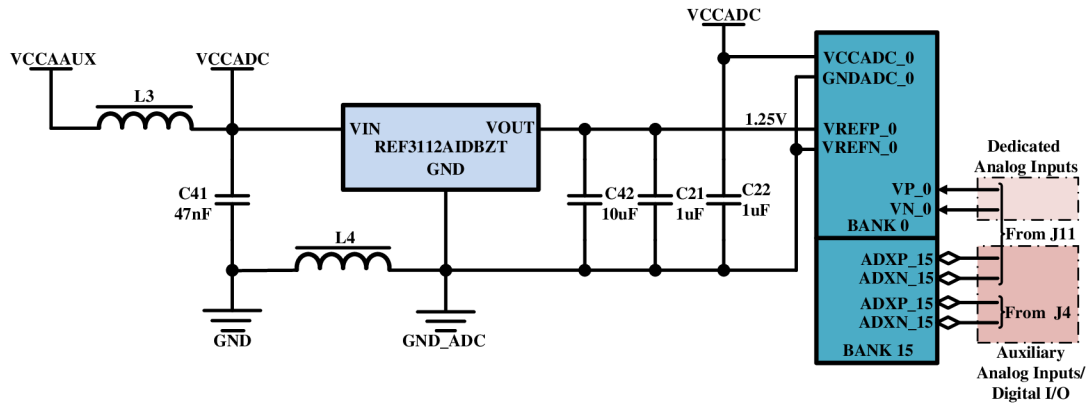 VCCAAUX
VCCADC
L3
C41
47nF
GND
L4
VIN
VOUT
REF3112AIDBZT
GND
GND_ADC
C42
10uF
C21
1uF
C22
1uF
VCCADC
1.25V
VCCADC_0
GNDADC_0
VREFP_0
VREFN_0
VP_0
VN_0
BANK 0
ADXP_15
ADXN_15
ADXP_15
ADXN_15
BANK 15
Dedicated
Analog Inputs
From J11
From J4
Auxiliary
Analog Inputs/
Digital I/O